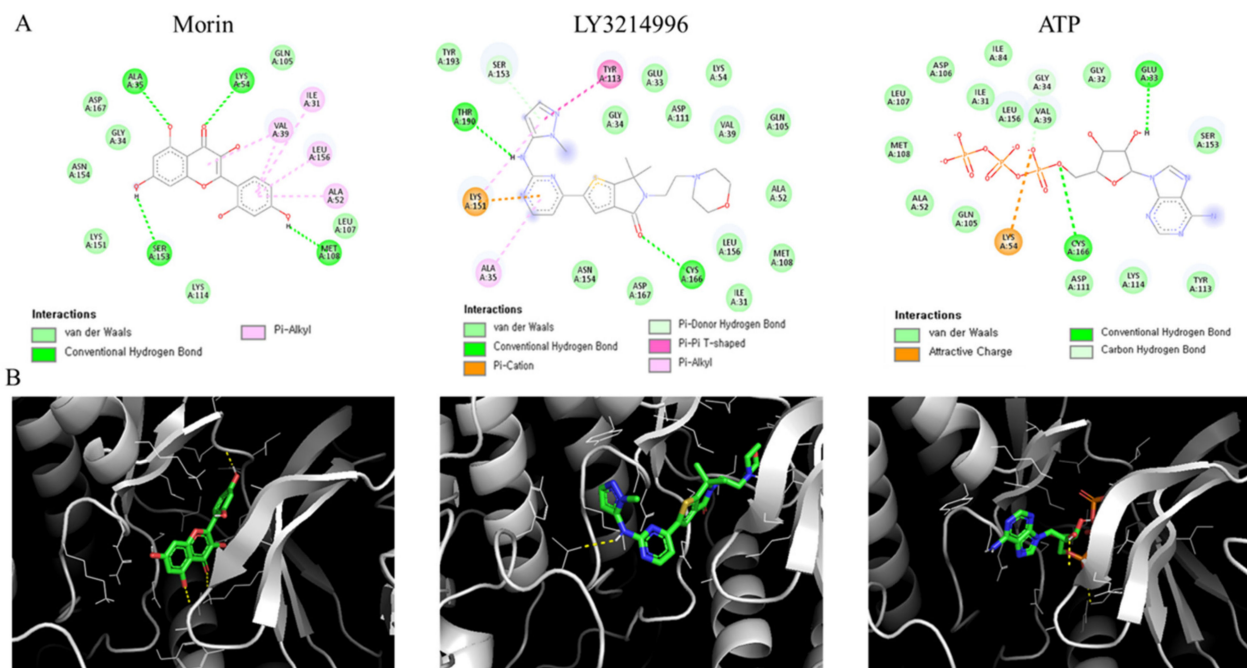 A
Morin
LY3214996
ATP
ALA
A:35
LYS
A:54
GLN
A:105
ILE
A:31
ASP
A:167
VAL
A:39
GLY
A:34
LEU
A:156
ASN
A:154
ALA
A:52
LEU
A:107
LYS
A:151
SER
A:153
MET
A:108
LYS
A:114
Interactions
van der Waals
Conventional Hydrogen Bond
Pi-Alkyl
TYR
A:193
SER
A:153
TYR
A:113
GLU
A:33
LYS
A:54
THR
A:190
GLY
A:34
ASP
A:111
VAL
A:39
GLN
A:105
H
N
N
N
N
S
N
N
O
O
LYS
A:151
ALA
A:52
ALA
A:35
ASN
A:154
ASP
A:167
CYS
A:166
LEU
A:156
MET
A:108
ILE
A:31
Interactions
van der Waals
Conventional Hydrogen Bond
Pi-Cation
Pi-Donor Hydrogen Bond
Pi-Pi T-shaped
Pi-Alkyl
ASP
A:106
ILE
A:84
GLY
A:34
GLY
A:32
GLU
A:33
LEU
A:107
ILE
A:31
LEU
A:156
VAL
A:39
SER
A:153
MET
A:108
ALA
A:52
GLN
A:105
LYS
A:54
CYS
A:166
ASP
A:111
LYS
A:114
TYR
A:113
Interactions
van der Waals
Attractive Charge
Conventional Hydrogen Bond
Carbon Hydrogen Bond
B